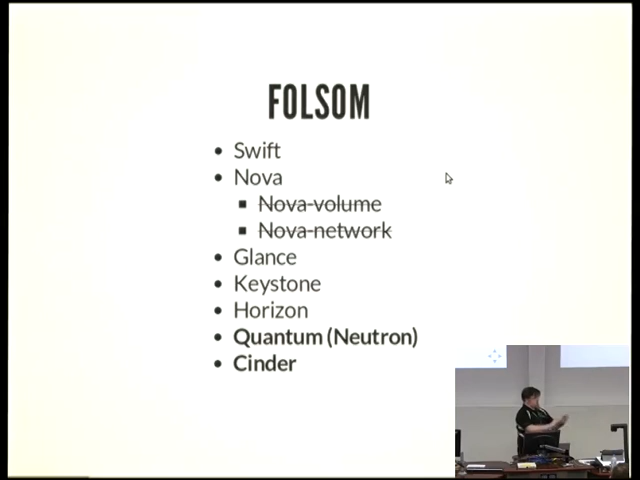 FOLSOM
Swift
Nova
Nova-volume
Nova-network
Glance
Keystone
Horizon
Quantum (Neutron)
Cinder